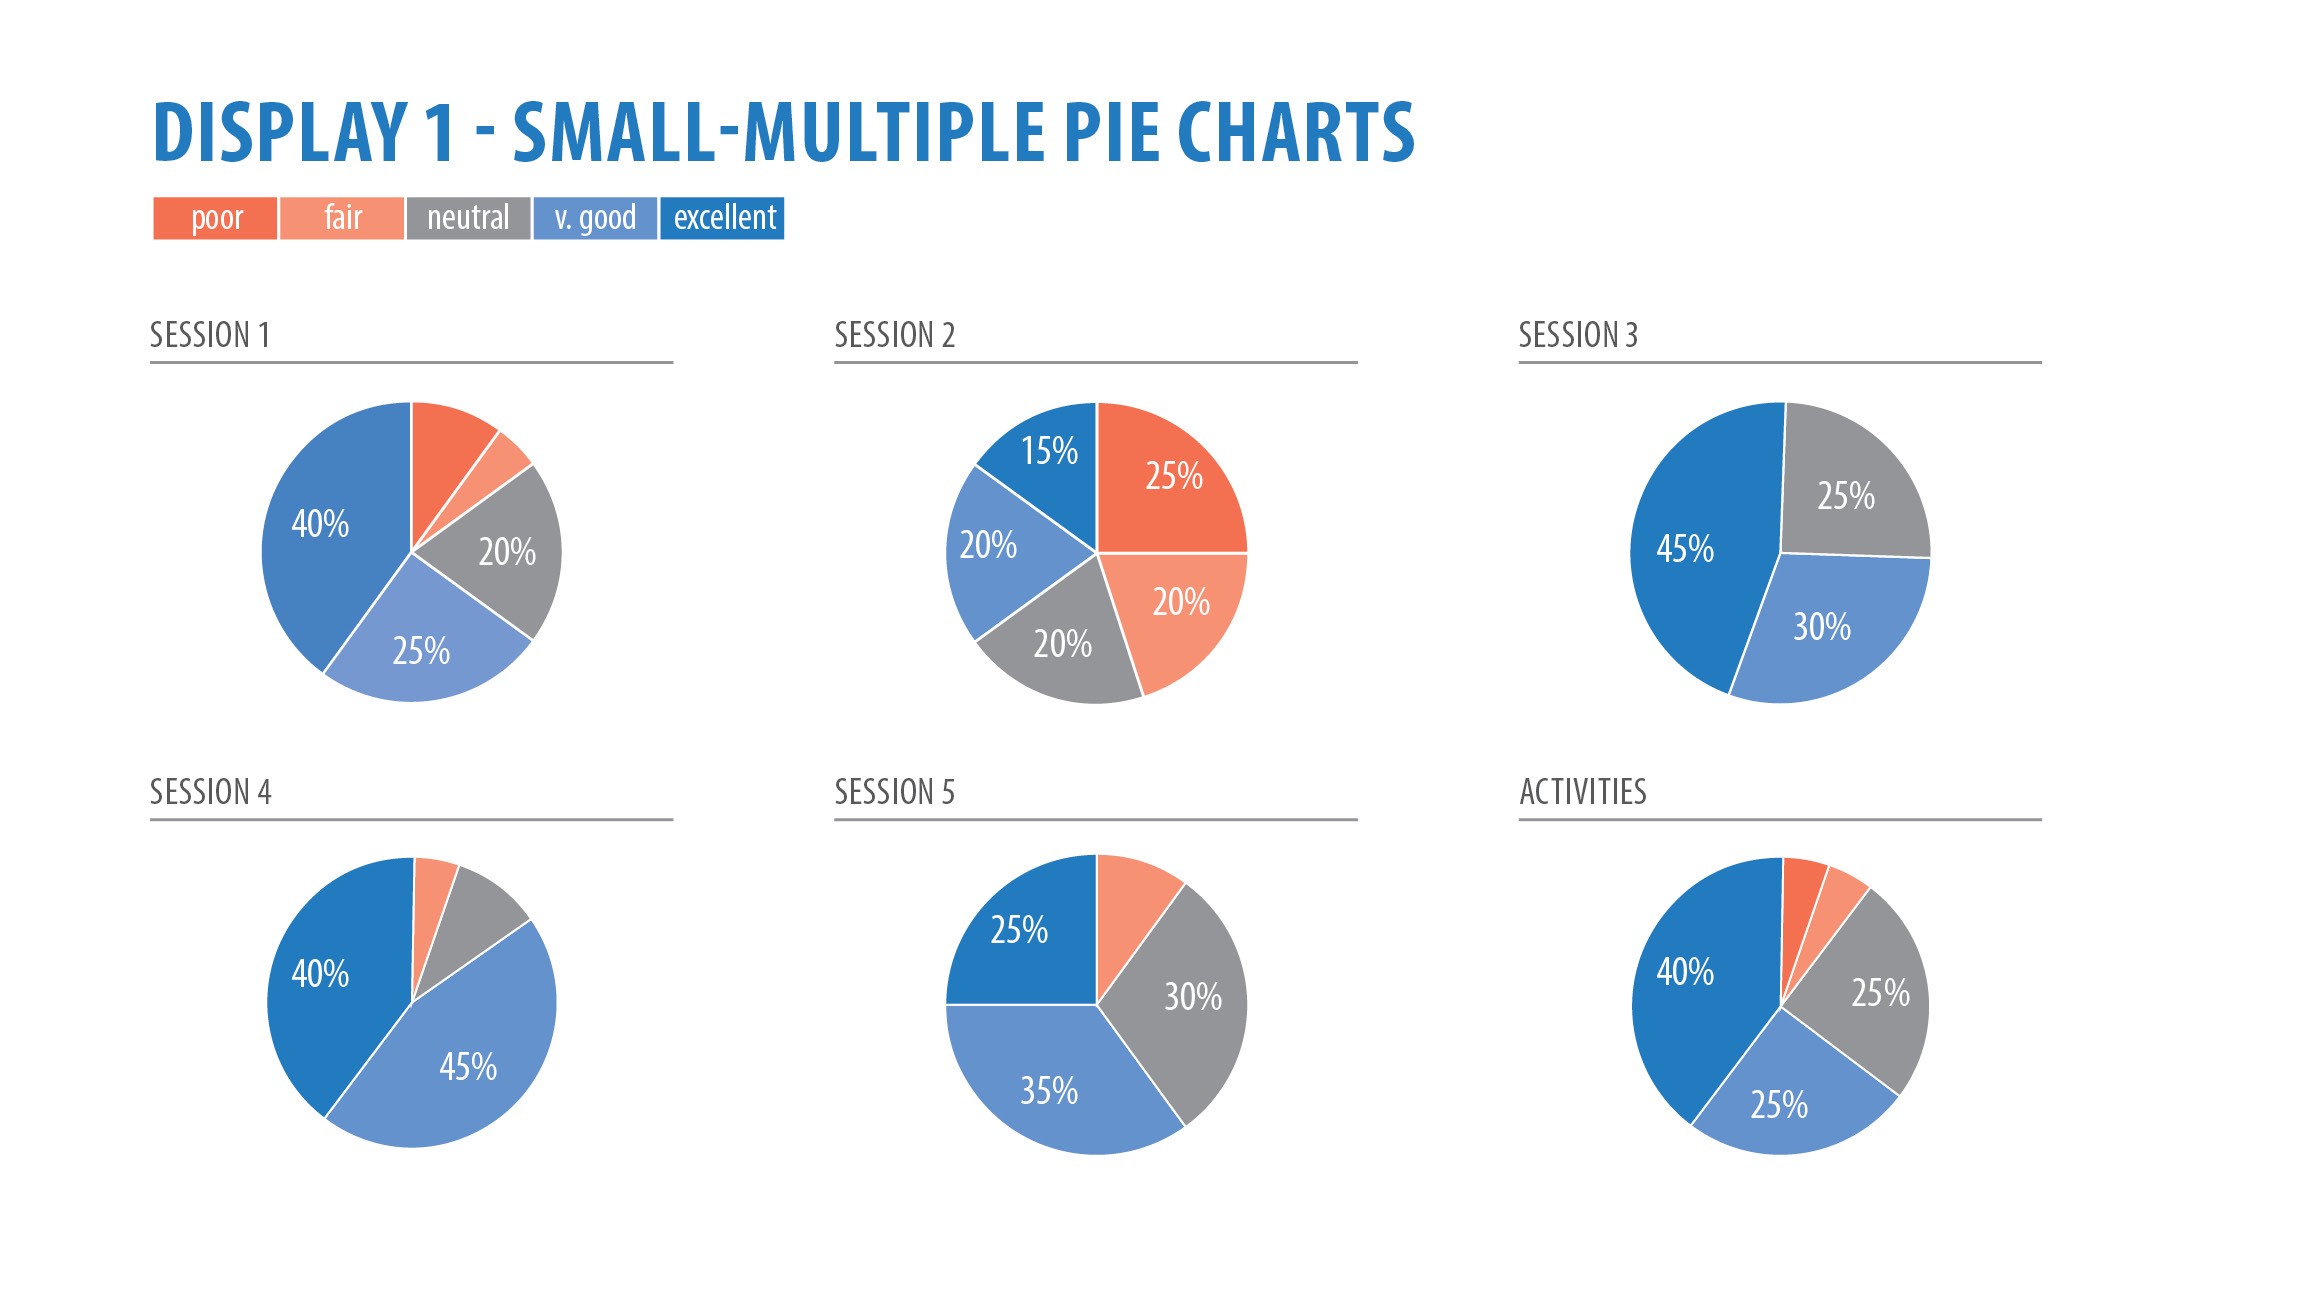 DISPLAY 1 - SMALL-MULTIPLE PIE CHARTS
poor fair neutral v. good excellent
SESSION 1
40%
20%
25%
SESSION 2
15%
25%
20%
20%
20%
SESSION 3
25%
45%
30%
SESSION 4
40%
45%
SESSION 5
25%
30%
35%
ACTIVITIES
40%
25%
25%